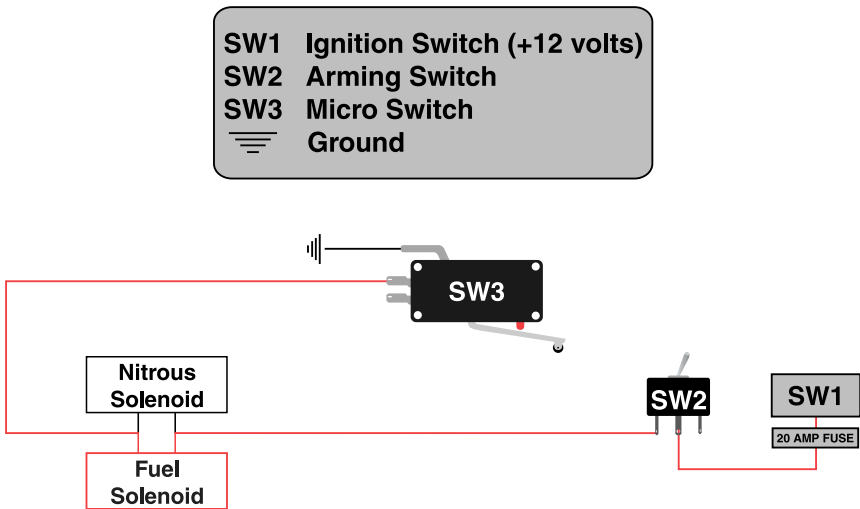 SW1 Ignition Switch (+12 volts)
SW2 Arming Switch
SW3 Micro Switch
Ground
SW3
Nitrous
Solenoid
SW2
SW1
20 AMP FUSE
Fuel
Solenoid